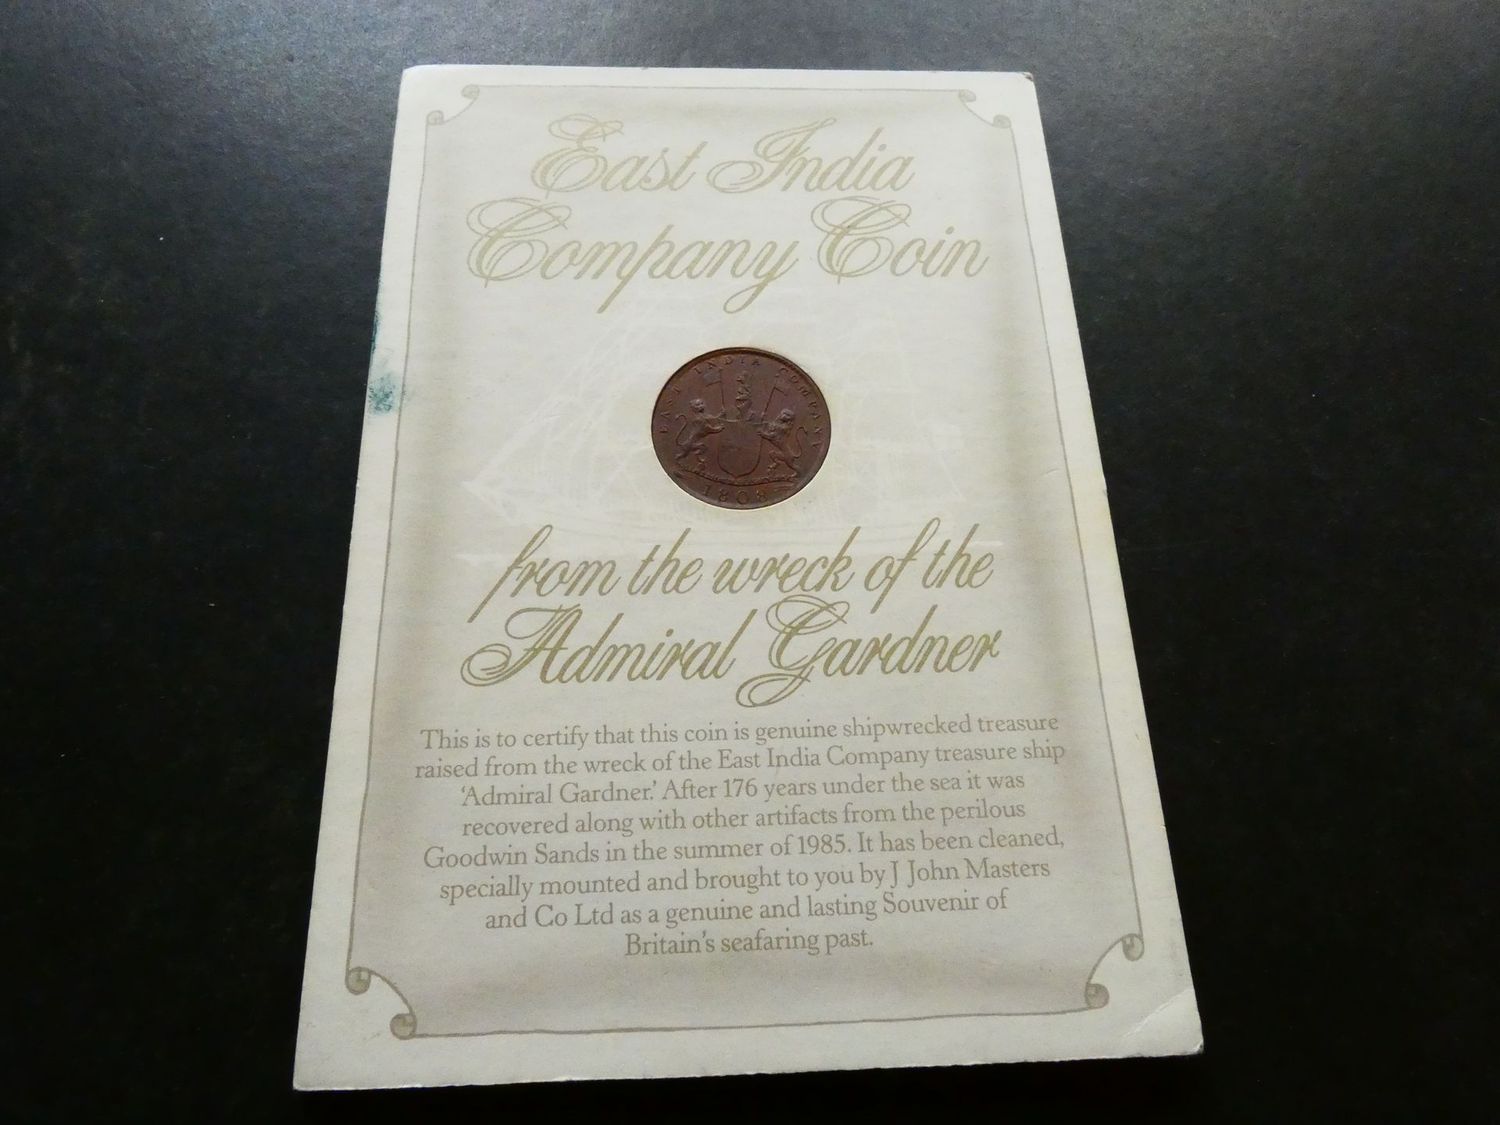 East India
Company Coin
EAST INDIA COMPANY
1808
from the wreck of the
Admiral Gardner
This is to certify that this coin is genuine shipwrecked treasure
raised from the wreck of the East India Company treasure ship
'Admiral Gardner.' After 176 years under the sea it was
recovered along with other artifacts from the perilous
Goodwin Sands in the summer of 1985. It has been cleaned,
specially mounted and brought to you by J John Masters
and Co Ltd as a genuine and lasting Souvenir of
Britain's seafaring past.